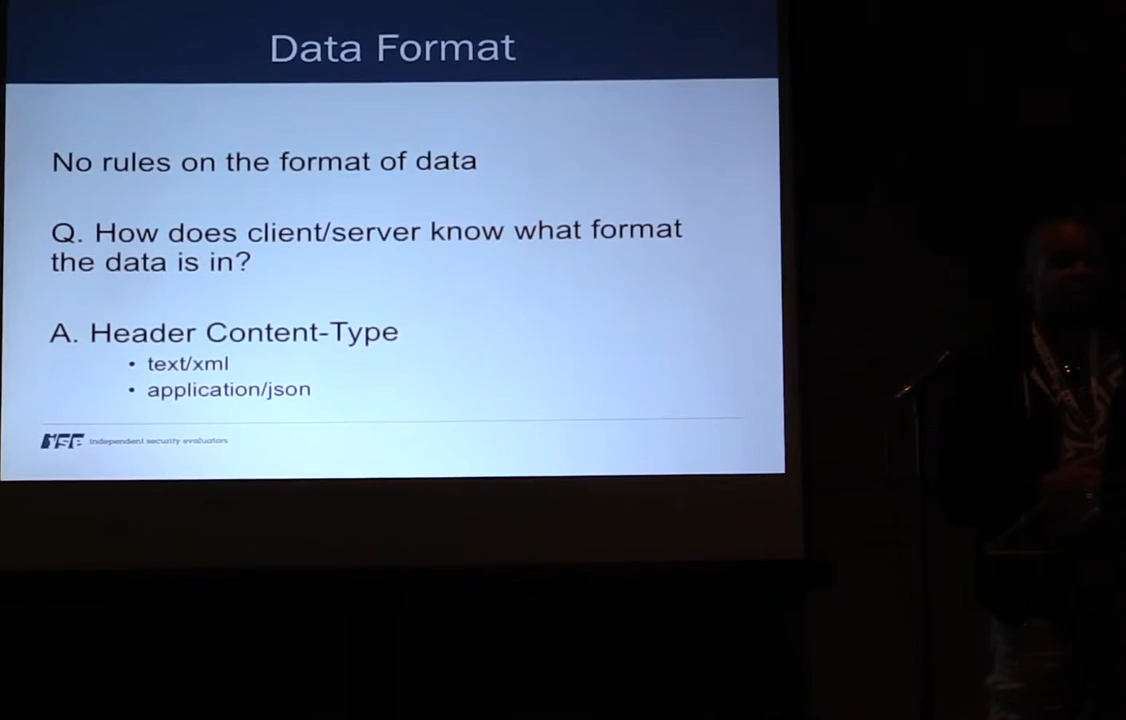 Data Format
No rules on the format of data
Q. How does client/server know what format
the data is in?
A. Header Content-Type
• text/xml
• application/json
ise independent security evaluators